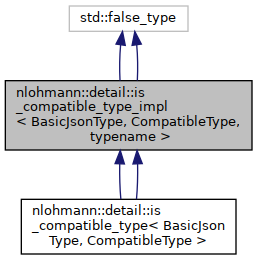 std::false_type
nlohmann::detail::is
_compatible_type_impl
< BasicJsonType, CompatibleType,
typename >
nlohmann::detail::is
_compatible_type< BasicJson
Type, CompatibleType >